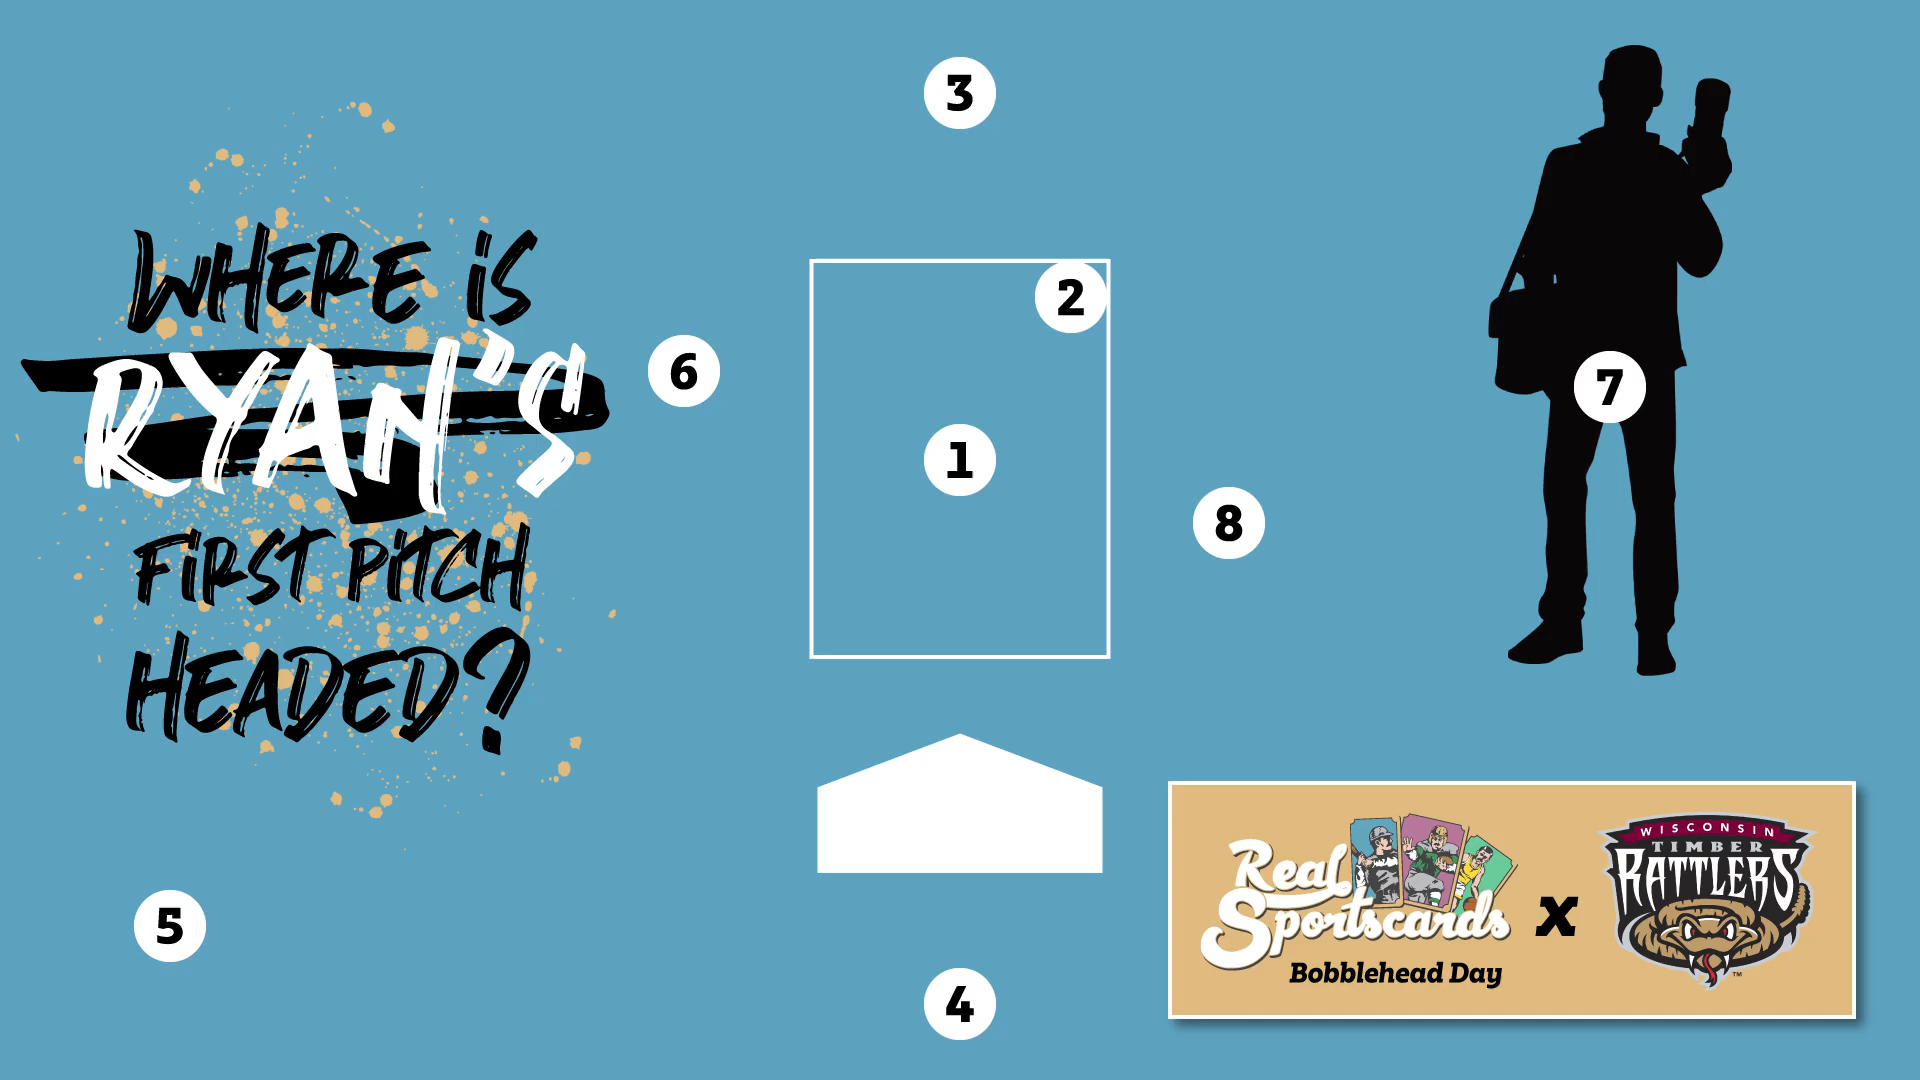 WHERE IS
RYAN'S
FIRST PITCH
HEADED?
3
2
6
1
7
8
5
4
Real
Sportscards
Bobblehead Day
x
WISCONSIN
TIMBER
RATTLERS
TM